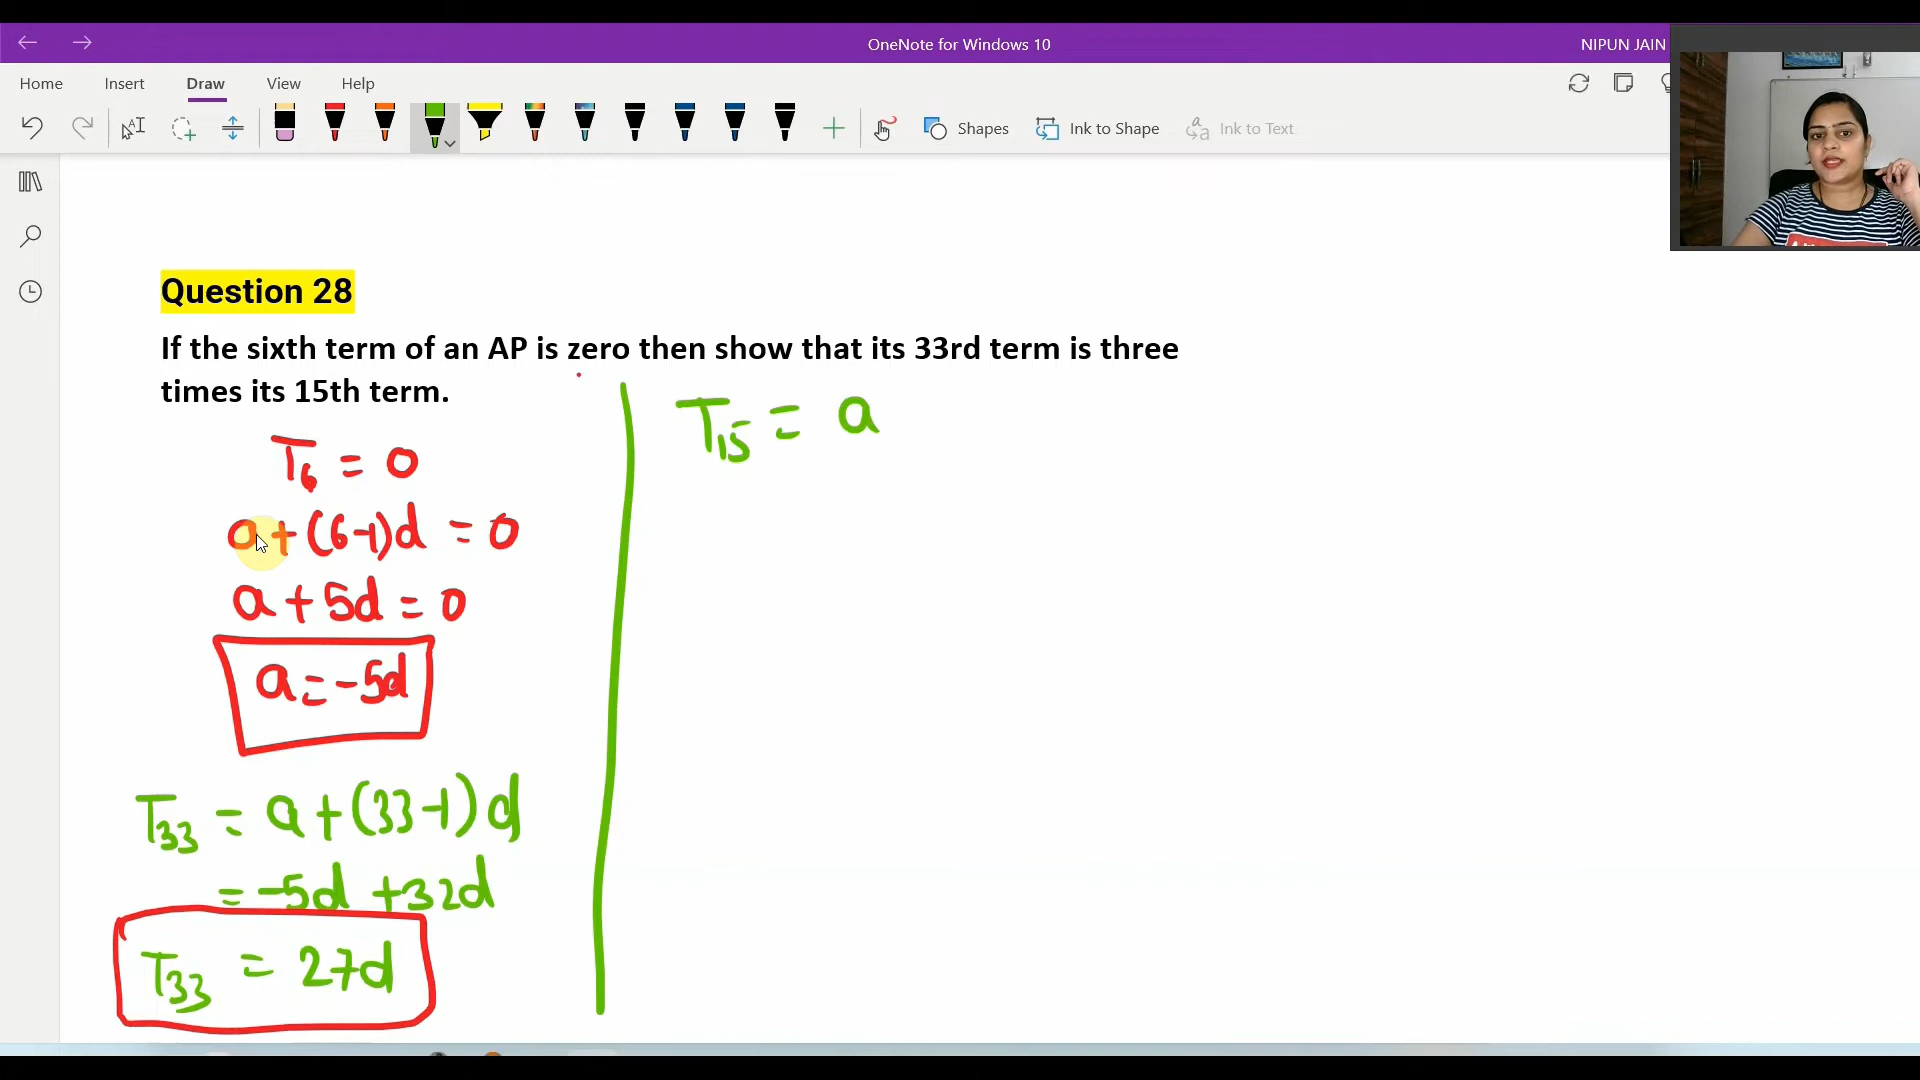 OneNote for Windows 10
NIPUN JAIN
Home Insert Draw View Help
Shapes Ink to Shape Ink to Text
Question 28
If the sixth term of an AP is zero then show that its 33rd term is three
times its 15th term.
T6 = 0
a + (6-1)d = 0
a + 5d = 0
a = -5d
T33 = a + (33-1)d
= -5d + 32d
T33 = 27d
T15 = a